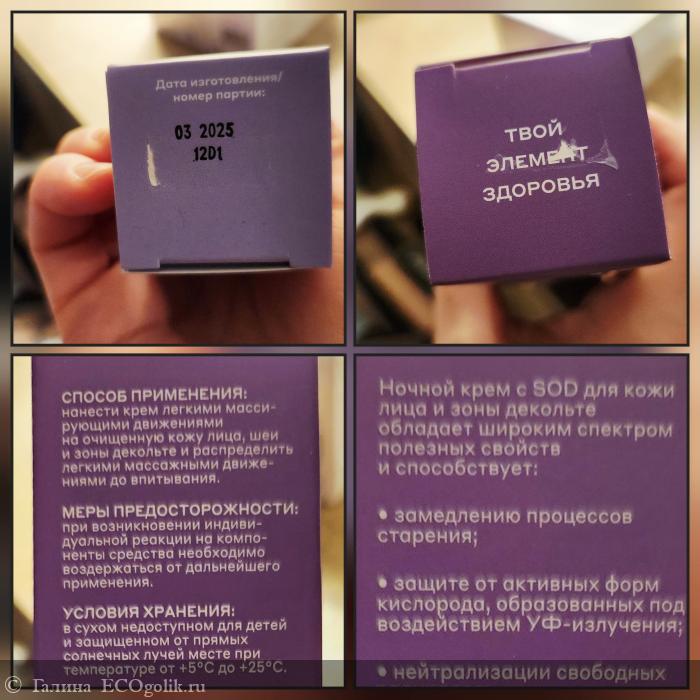 Дата изготовления/
номер партии:
03 2025
12D1
ТВОЙ
ЭЛЕМЕНТ
ЗДОРОВЬЯ
СПОСОБ ПРИМЕНЕНИЯ:
нанести крем легкими масси-
рующими движениями
на очищенную кожу лица, шеи
и зоны декольте и распределить
легкими массажными движе-
ниями до впитывания.
МЕРЫ ПРЕДОСТОРОЖНОСТИ:
при возникновении индиви-
дуальной реакции на компо-
ненты средства необходимо
воздержаться от дальнейшего
применения.
УСЛОВИЯ ХРАНЕНИЯ:
в сухом недоступном для детей
и защищенном от прямых
солнечных лучей месте при
температуре от +5°С до +25°С.
Ночной крем с SOD для кожи
лица и зоны декольте
обладает широким спектром
полезных свойств
и способствует:
• замедлению процессов
старения;
• защите от активных форм
кислорода, образованных под
воздействием УФ-излучения;
• нейтрализации свободных
© Галина ECOgolik.ru